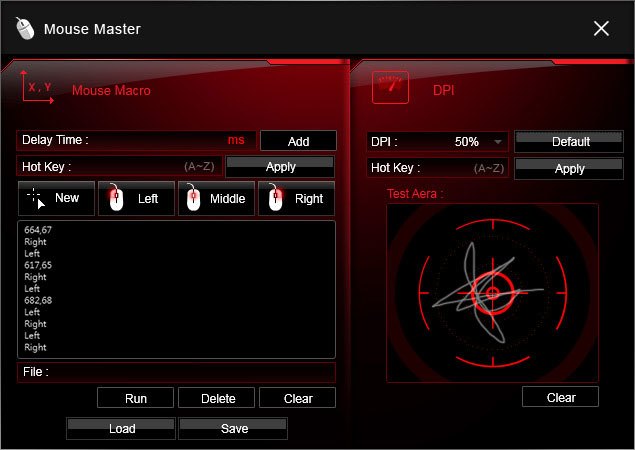 Mouse Master
X, Y
Mouse Macro
Delay Time : ms Add
Hot Key : (A~Z) Apply
New Left Middle Right
664,67
Right
Left
617,65
Right
Left
682,68
Left
Right
Left
Right
File :
Run Delete Clear
Load Save
DPI
DPI : 50% Default
Hot Key : (A~Z) Apply
Test Aera :
Clear